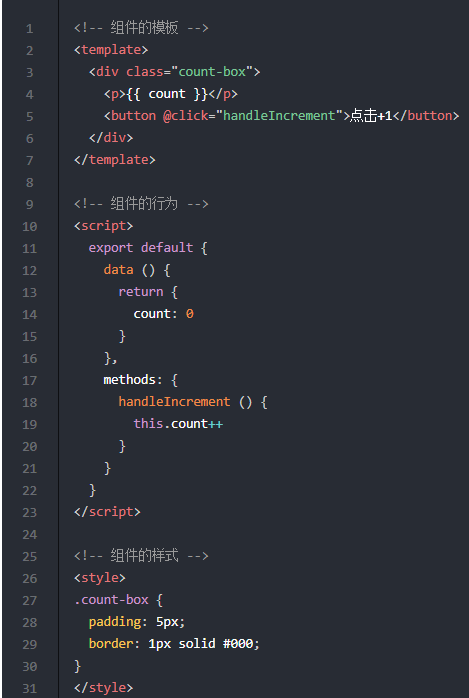 1 <!-- 组件的模板 -->
2 <template>
3 <div class="count-box">
4 <p>{{ count }}</p>
5 <button @click="handleIncrement">点击+1</button>
6 </div>
7 </template>
8
9 <!-- 组件的行为 -->
10 <script>
11 export default {
12 data () {
13 return {
14 count: 0
15 }
16 },
17 methods: {
18 handleIncrement () {
19 this.count++
20 }
21 }
22 }
23 </script>
24
25 <!-- 组件的样式 -->
26 <style>
27 .count-box {
28 padding: 5px;
29 border: 1px solid #000;
30 }
31 </style>